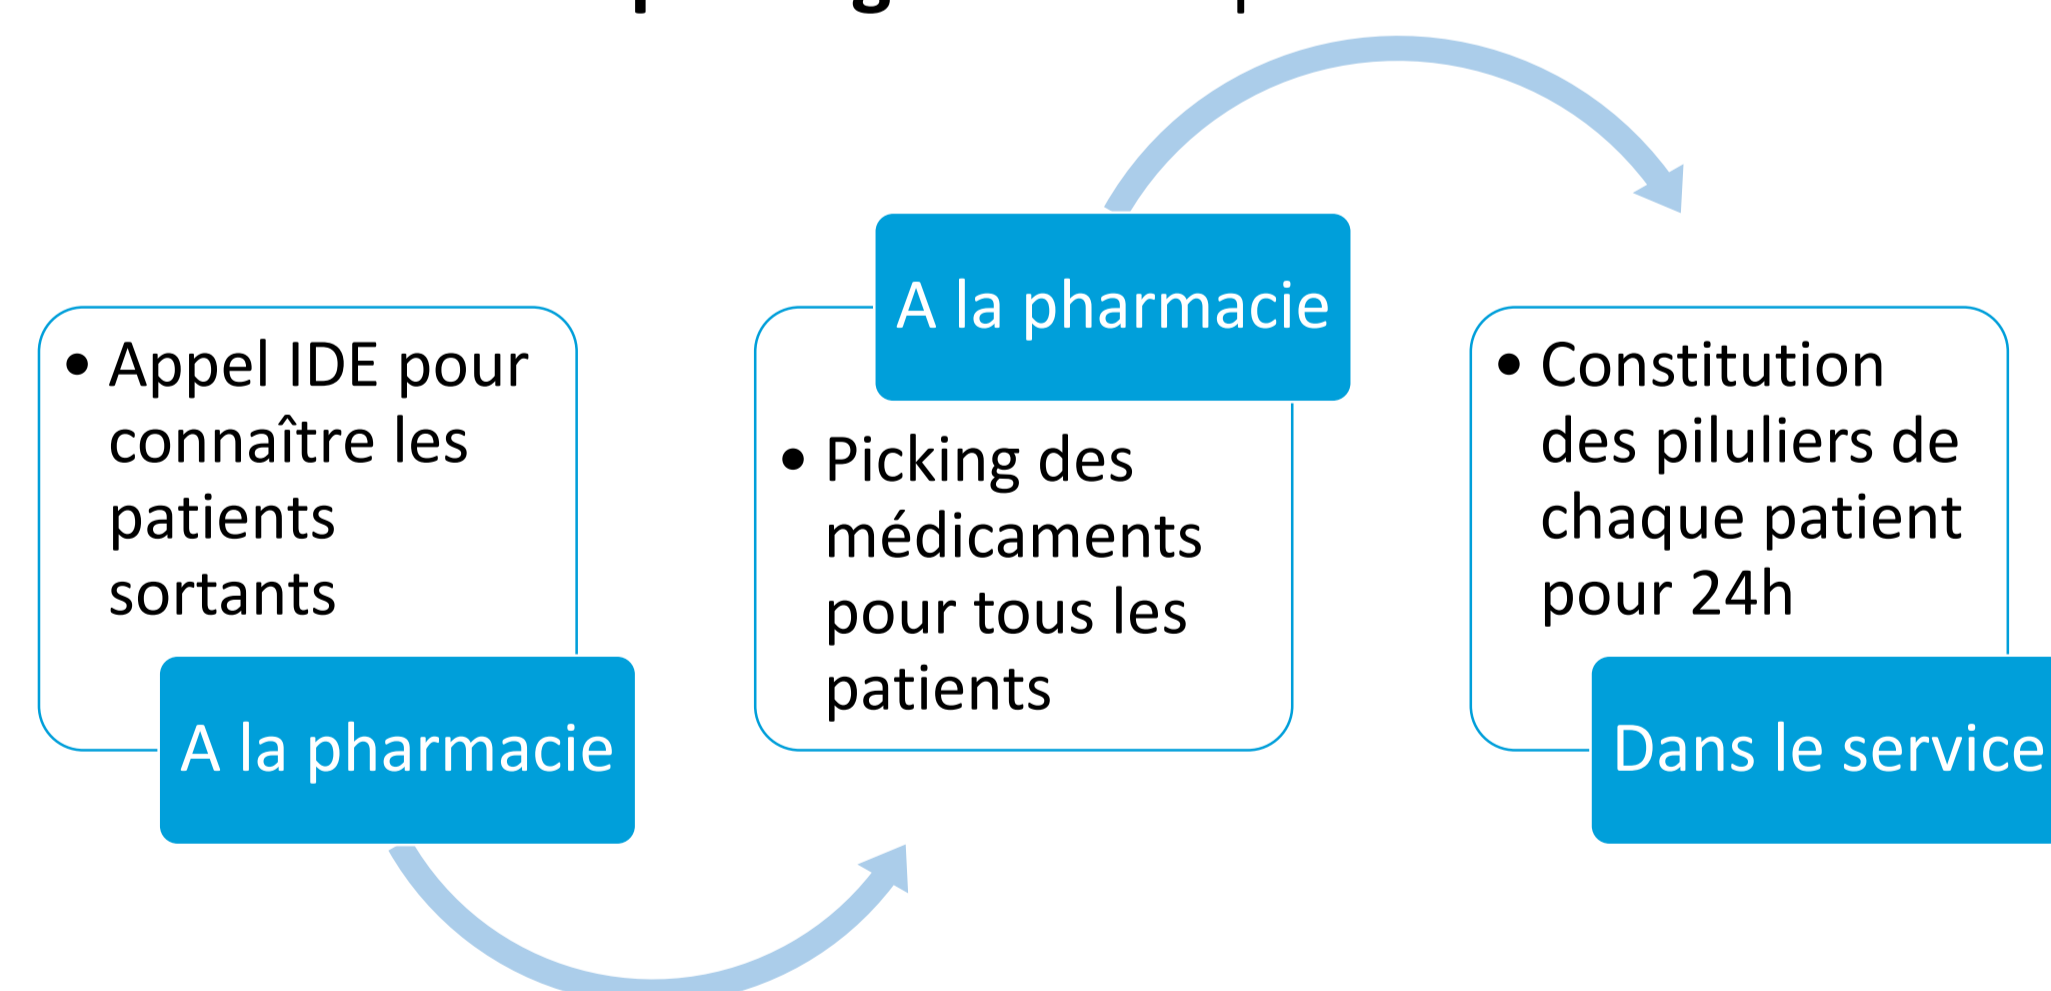 • Appel IDE pour
connaître les
patients
sortants
A la pharmacie
A la pharmacie
• Picking des
médicaments
pour tous les
patients
• Constitution
des piluliers de
chaque patient
pour 24h
Dans le service